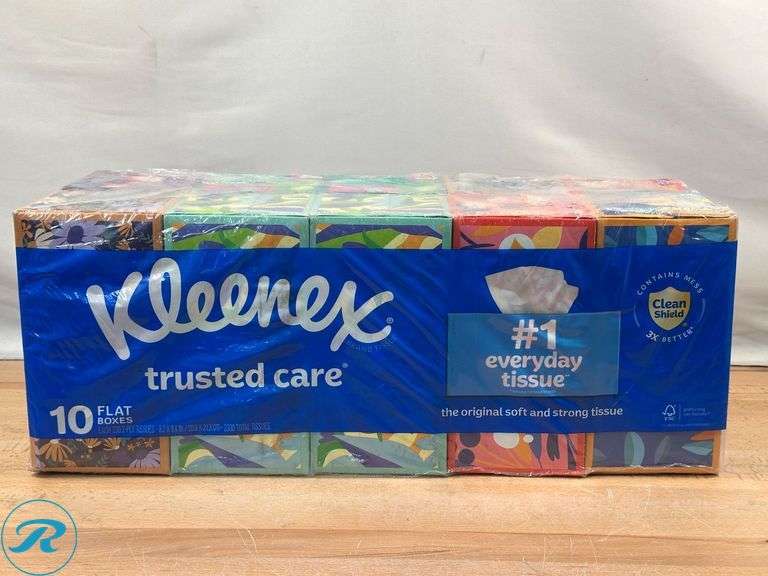 Kleenex®
trusted care®
10 FLAT
BOXES
#1
everyday
tissue
the original soft and strong tissue
CONTAINS MESS
Clean
Shield
3X BETTER
FSC
R